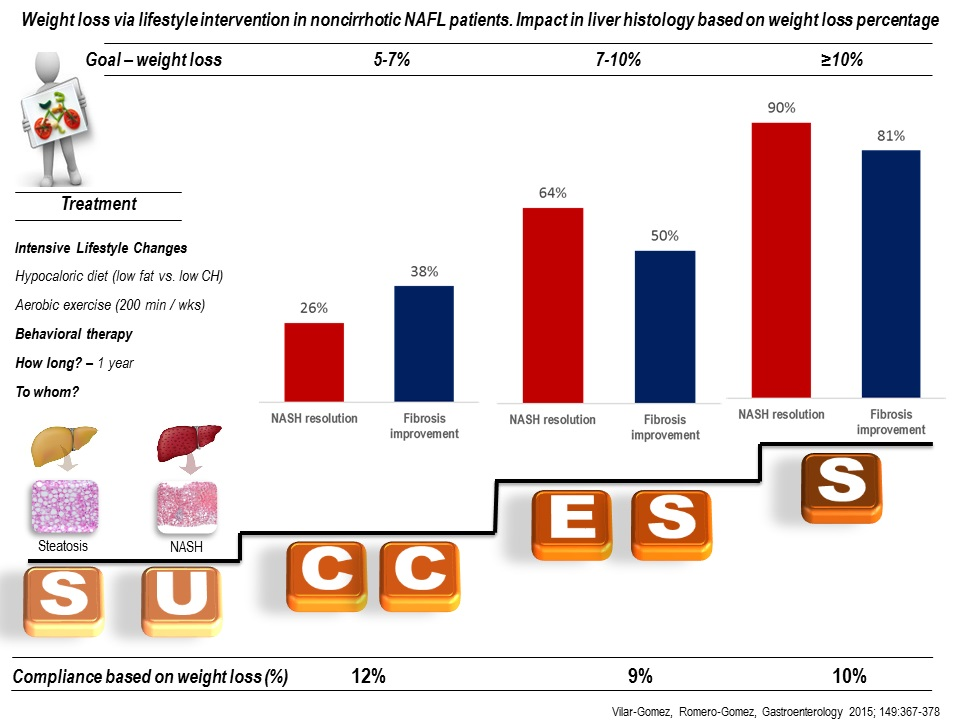 Weight loss via lifestyle intervention in noncirrhotic NAFL patients. Impact in liver histology based on weight loss percentage
Goal – weight loss 5-7% 7-10% ≥10%
Treatment
Intensive Lifestyle Changes
Hypocaloric diet (low fat vs. low CH)
Aerobic exercise (200 min / wks)
Behavioral therapy
How long? – 1 year
To whom?
Steatosis
NASH
26%
38%
NASH resolution
Fibrosis
improvement
64%
50%
NASH resolution
Fibrosis
improvement
90%
81%
NASH resolution
Fibrosis
improvement
S U C C E S S
Compliance based on weight loss (%) 12% 9% 10%
Vilar-Gomez, Romero-Gomez, Gastroenterology 2015; 149:367-378